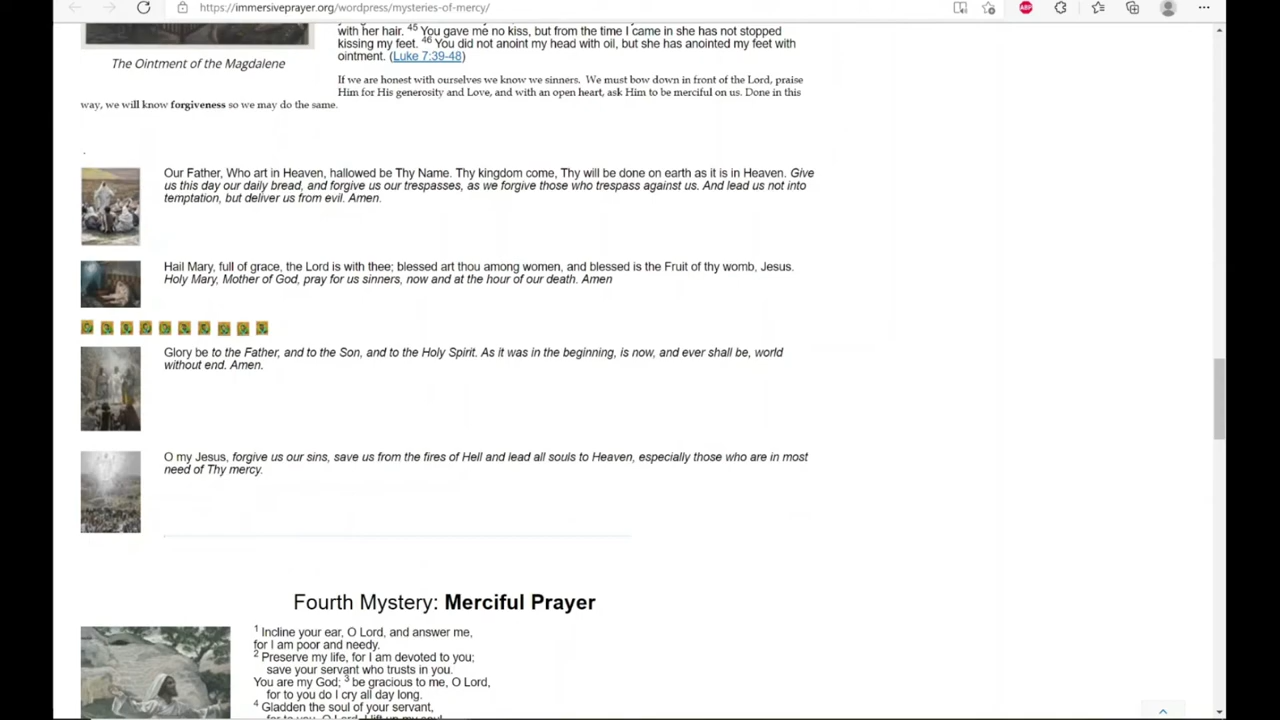 https://immersiveprayer.org/wordpress/mysteries-of-mercy/
ABP
with her hair. 45 You gave me no kiss, but from the time I came in she has not stopped
kissing my feet. 46 You did not anoint my head with oil, but she has anointed my feet with
ointment. (Luke 7:39-48)
The Ointment of the Magdalene
If we are honest with ourselves we know we sinners. We must bow down in front of the Lord, praise
Him for His generosity and Love, and with an open heart, ask Him to be merciful on us. Done in this
way, we will know forgiveness so we may do the same.
.
Our Father, Who art in Heaven, hallowed be Thy Name. Thy kingdom come, Thy will be done on earth as it is in Heaven. Give
us this day our daily bread, and forgive us our trespasses, as we forgive those who trespass against us. And lead us not into
temptation, but deliver us from evil. Amen.
Hail Mary, full of grace, the Lord is with thee; blessed art thou among women, and blessed is the Fruit of thy womb, Jesus.
Holy Mary, Mother of God, pray for us sinners, now and at the hour of our death. Amen
Glory be to the Father, and to the Son, and to the Holy Spirit. As it was in the beginning, is now, and ever shall be, world
without end. Amen.
O my Jesus, forgive us our sins, save us from the fires of Hell and lead all souls to Heaven, especially those who are in most
need of Thy mercy.
Fourth Mystery: Merciful Prayer
1 Incline your ear, O Lord, and answer me,
for I am poor and needy.
2 Preserve my life, for I am devoted to you;
save your servant who trusts in you.
You are my God; 3 be gracious to me, O Lord,
for to you do I cry all day long.
4 Gladden the soul of your servant,
for to you, O Lord, I lift up my soul